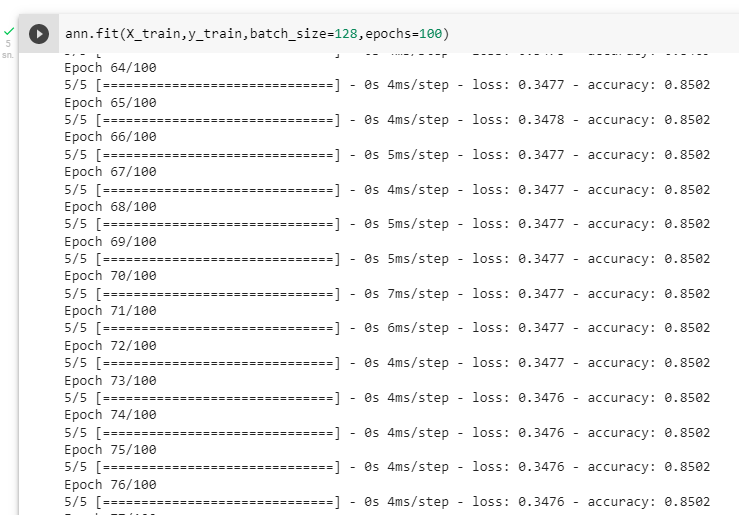 ann.fit(X_train,y_train,batch_size=128,epochs=100)
5
sn.
Epoch 64/100
5/5 [==============================] - 0s 4ms/step - loss: 0.3477 - accuracy: 0.8502
Epoch 65/100
5/5 [==============================] - 0s 4ms/step - loss: 0.3478 - accuracy: 0.8502
Epoch 66/100
5/5 [==============================] - 0s 5ms/step - loss: 0.3477 - accuracy: 0.8502
Epoch 67/100
5/5 [==============================] - 0s 4ms/step - loss: 0.3477 - accuracy: 0.8502
Epoch 68/100
5/5 [==============================] - 0s 5ms/step - loss: 0.3477 - accuracy: 0.8502
Epoch 69/100
5/5 [==============================] - 0s 5ms/step - loss: 0.3477 - accuracy: 0.8502
Epoch 70/100
5/5 [==============================] - 0s 7ms/step - loss: 0.3477 - accuracy: 0.8502
Epoch 71/100
5/5 [==============================] - 0s 6ms/step - loss: 0.3477 - accuracy: 0.8502
Epoch 72/100
5/5 [==============================] - 0s 4ms/step - loss: 0.3477 - accuracy: 0.8502
Epoch 73/100
5/5 [==============================] - 0s 4ms/step - loss: 0.3476 - accuracy: 0.8502
Epoch 74/100
5/5 [==============================] - 0s 4ms/step - loss: 0.3476 - accuracy: 0.8502
Epoch 75/100
5/5 [==============================] - 0s 4ms/step - loss: 0.3476 - accuracy: 0.8502
Epoch 76/100
5/5 [==============================] - 0s 4ms/step - loss: 0.3476 - accuracy: 0.8502